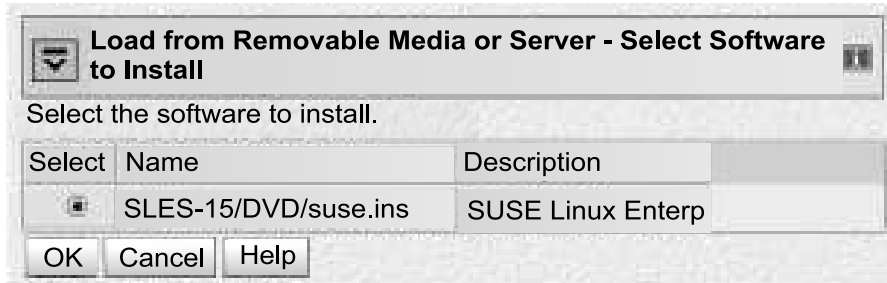 Load from Removable Media or Server - Select Software
to Install
Select the software to install.
Select Name Description
SLES-15/DVD/suse.ins SUSE Linux Enterp
OK Cancel Help